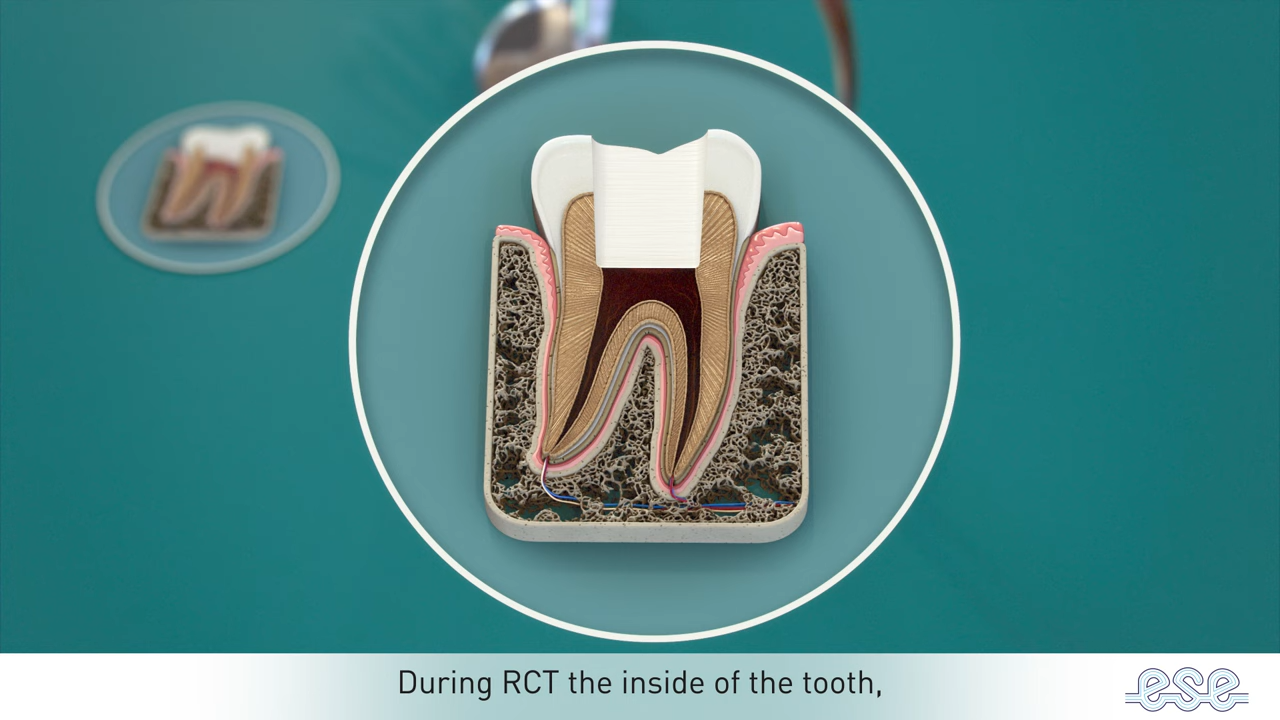 During RCT the inside of the tooth,
ese